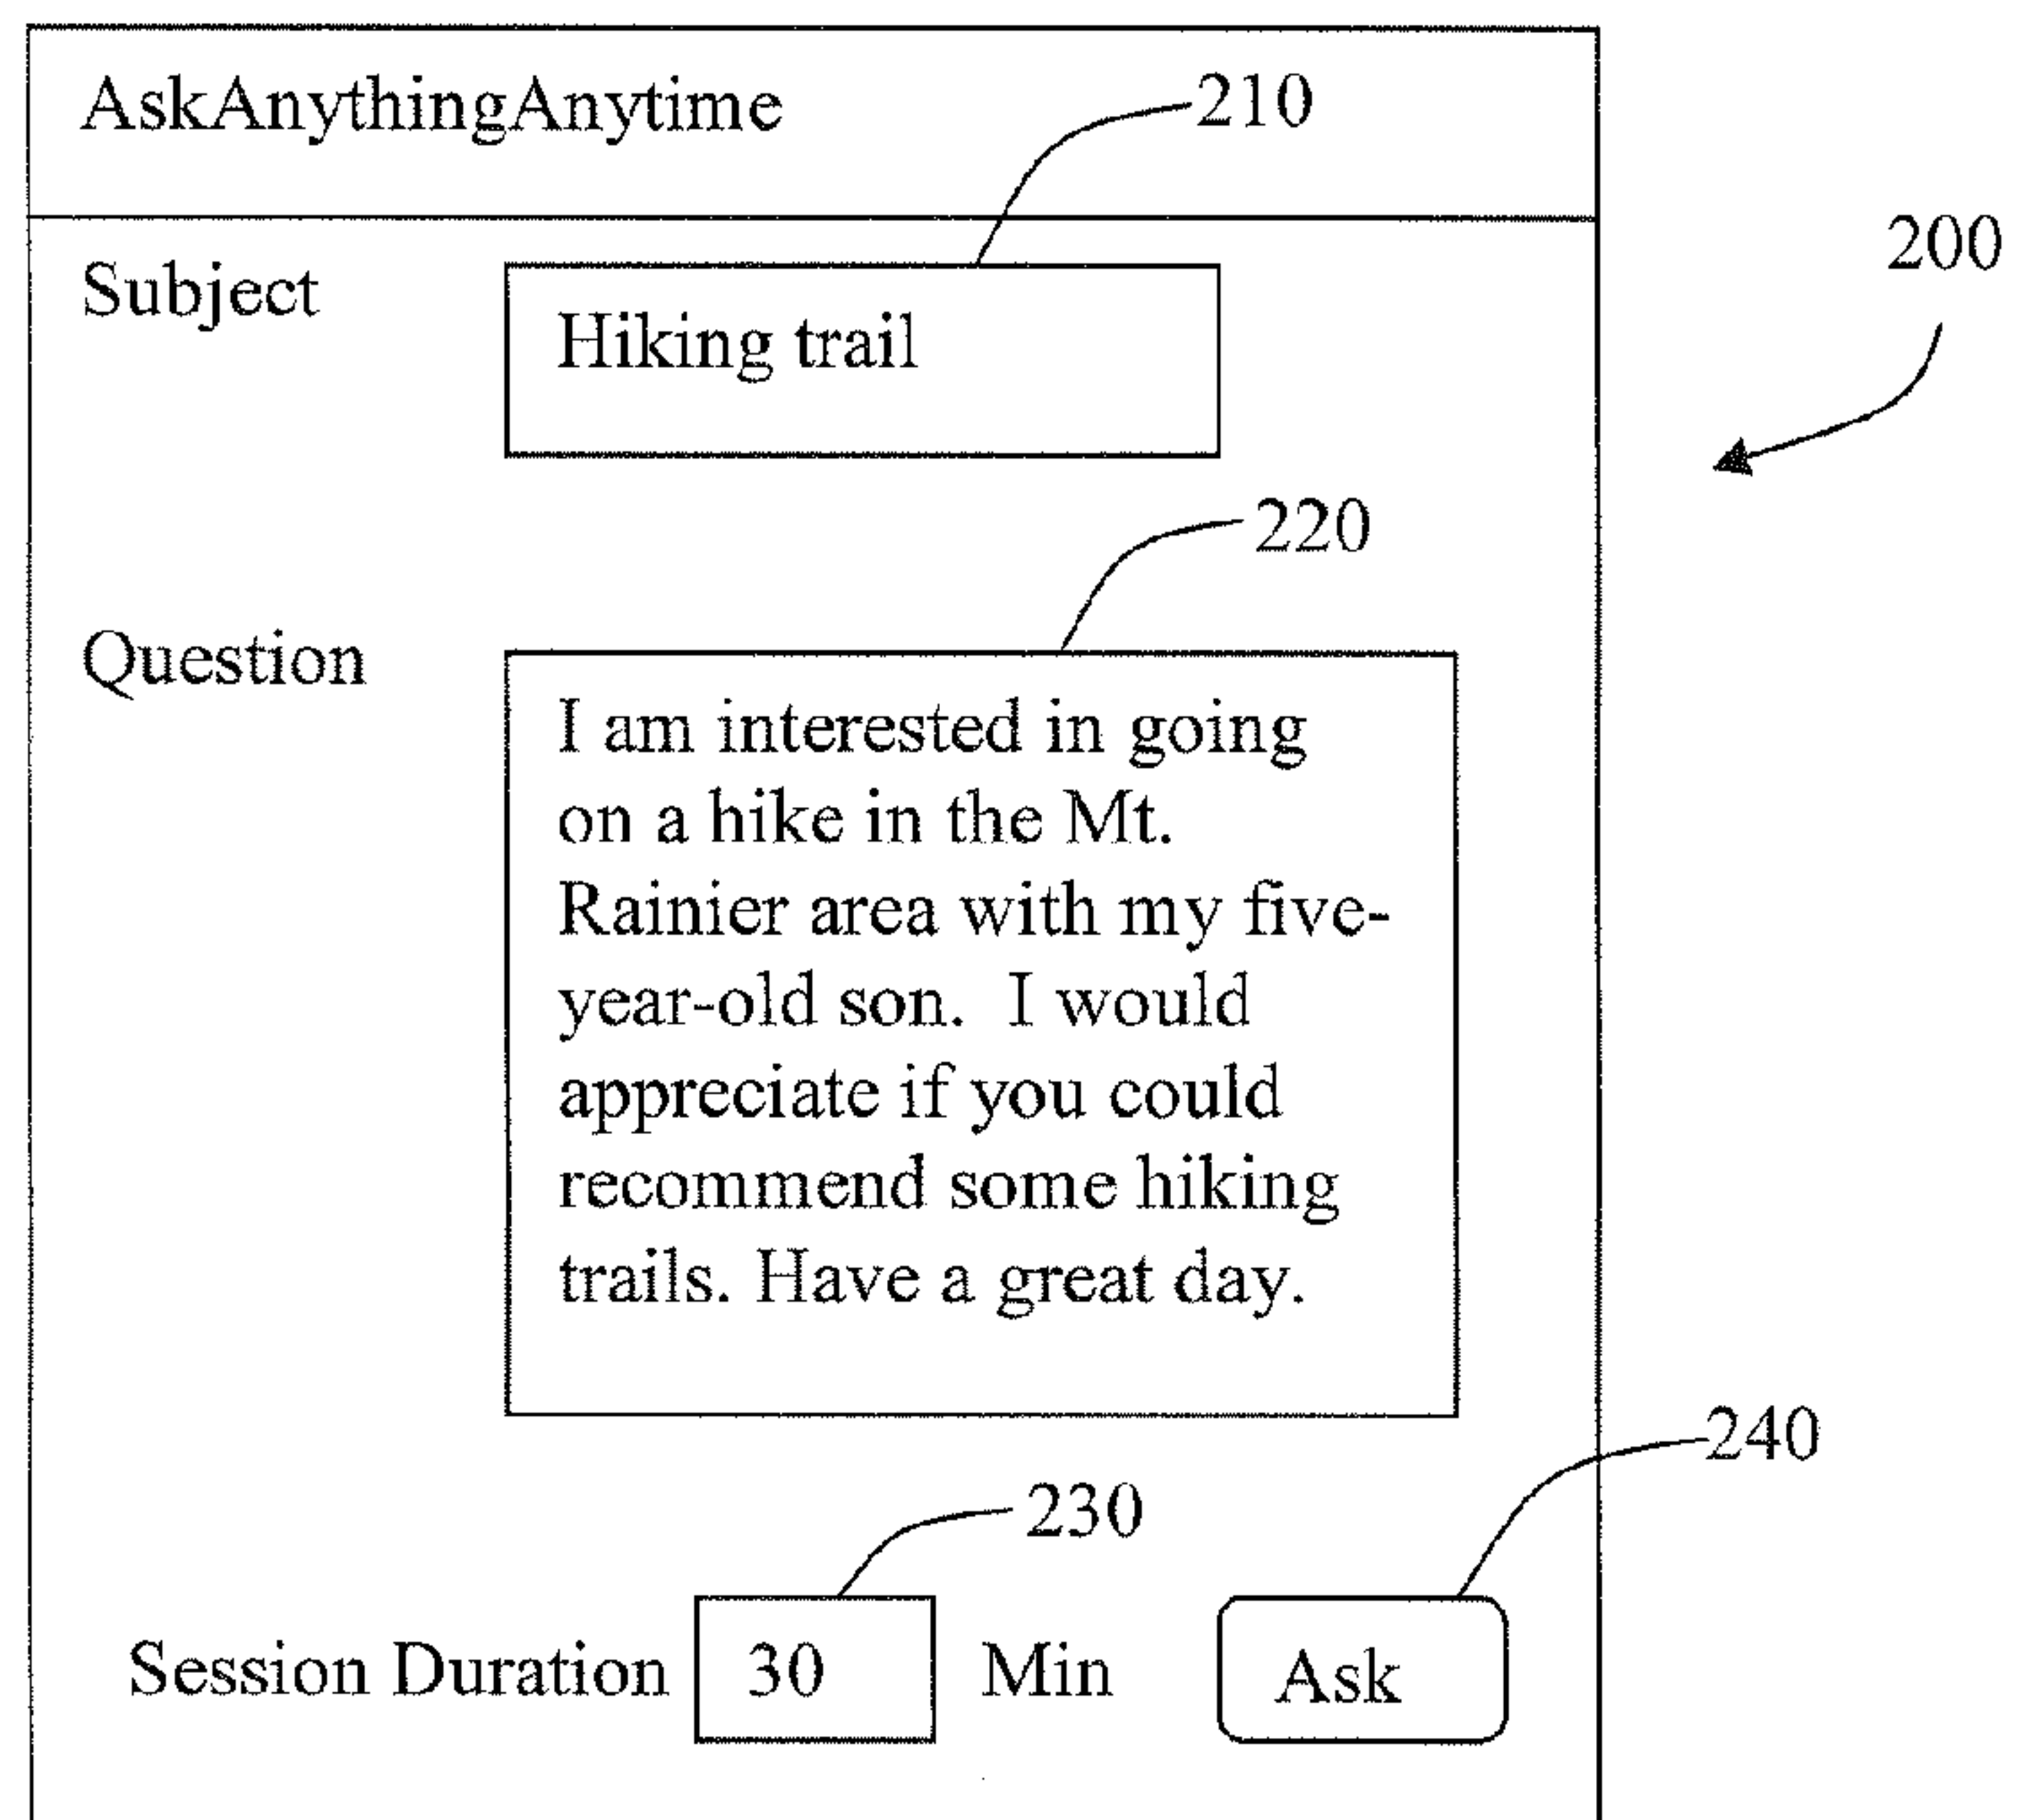 AskAnythingAnytime
210
200
Subject
Hiking trail
220
Question
I am interested in going
on a hike in the Mt.
Rainier area with my five-
year-old son.  I would
appreciate if you could
recommend some hiking
trails. Have a great day.
240
230
Session Duration 30 Min Ask